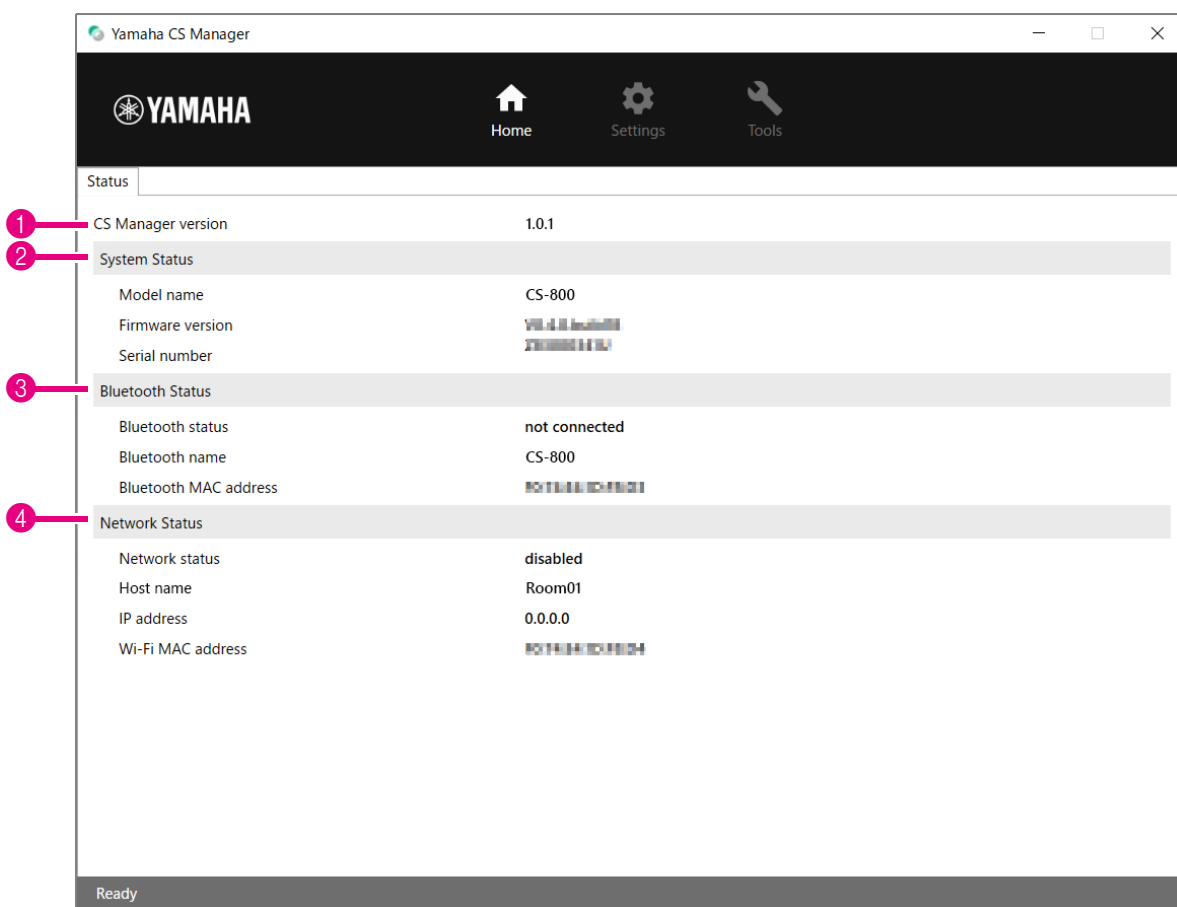 Yamaha CS Manager
YAMAHA
Home Settings Tools
Status
1 CS Manager version 1.0.1
2 System Status
Model name CS-800
Firmware version
Serial number
3 Bluetooth Status
Bluetooth status not connected
Bluetooth name CS-800
Bluetooth MAC address
4 Network Status
Network status disabled
Host name Room01
IP address 0.0.0.0
Wi-Fi MAC address
Ready